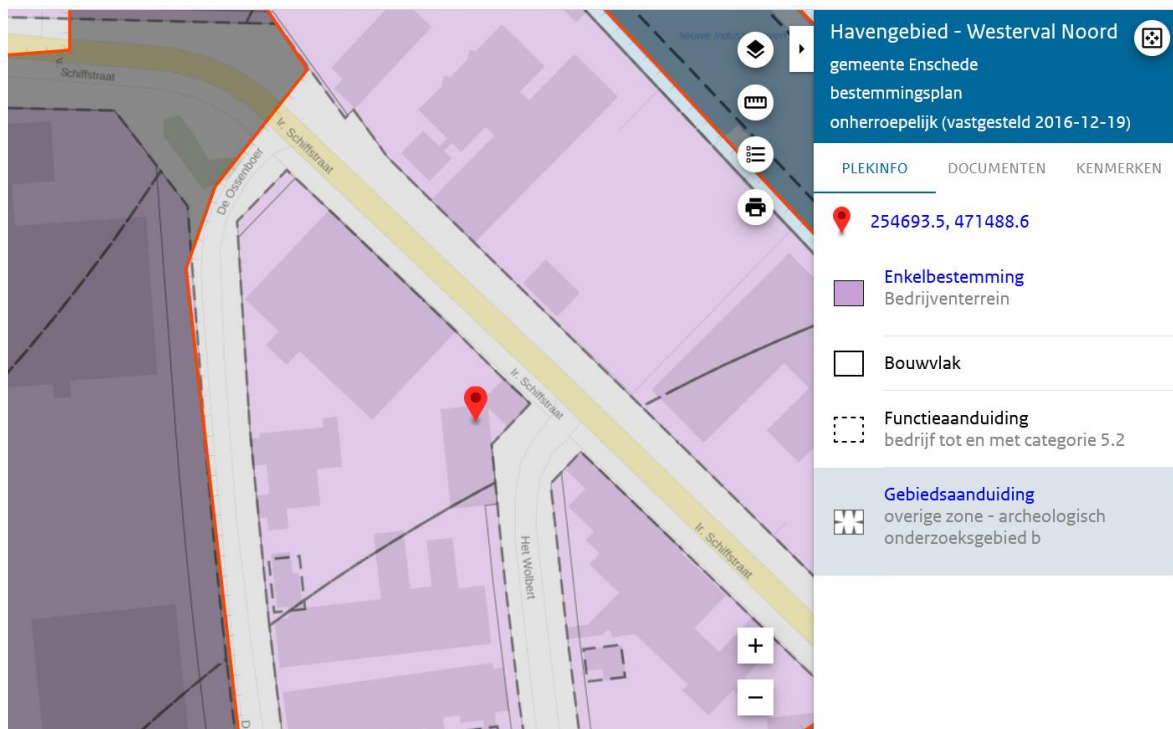 Havengebied - Westerval Noord
gemeente Enschede
bestemmingsplan
onherroepelijk (vastgesteld 2016-12-19)
PLEKINFO DOCUMENTEN KENMERKEN
254693.5, 471488.6
Enkelbestemming
Bedrijventerrein
Bouwvlak
Functieaanduiding
bedrijf tot en met categorie 5.2
Gebiedsaanduiding
overige zone - archeologisch
onderzoeksgebied b
Ir. Schiffstraat
Ir. Schiffstraat
De Ossenboer
Ir. Schiffstraat
Ir. Schiffstraat
Het Wolbert
D
+
−